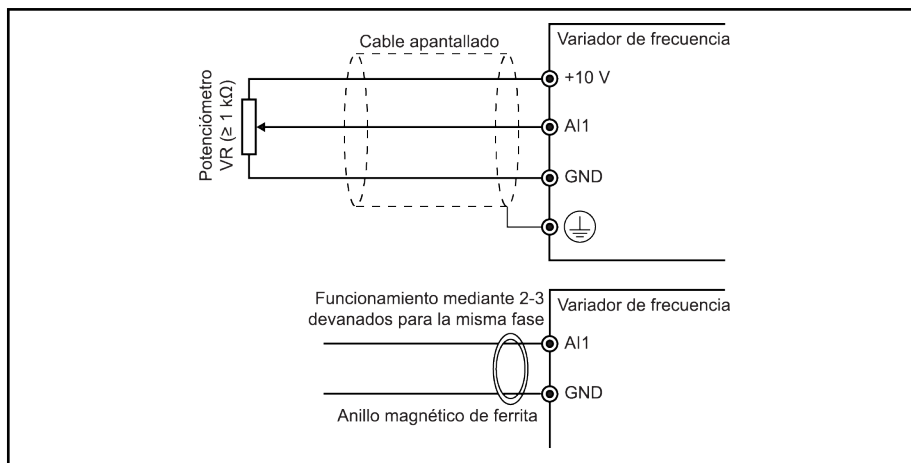 Cable apantallado
Variador de frecuencia
+10 V
Potenciómetro
VR (≥ 1 kΩ)
AI1
GND
Funcionamiento mediante 2-3
devanados para la misma fase
Variador de frecuencia
AI1
GND
Anillo magnético de ferrita